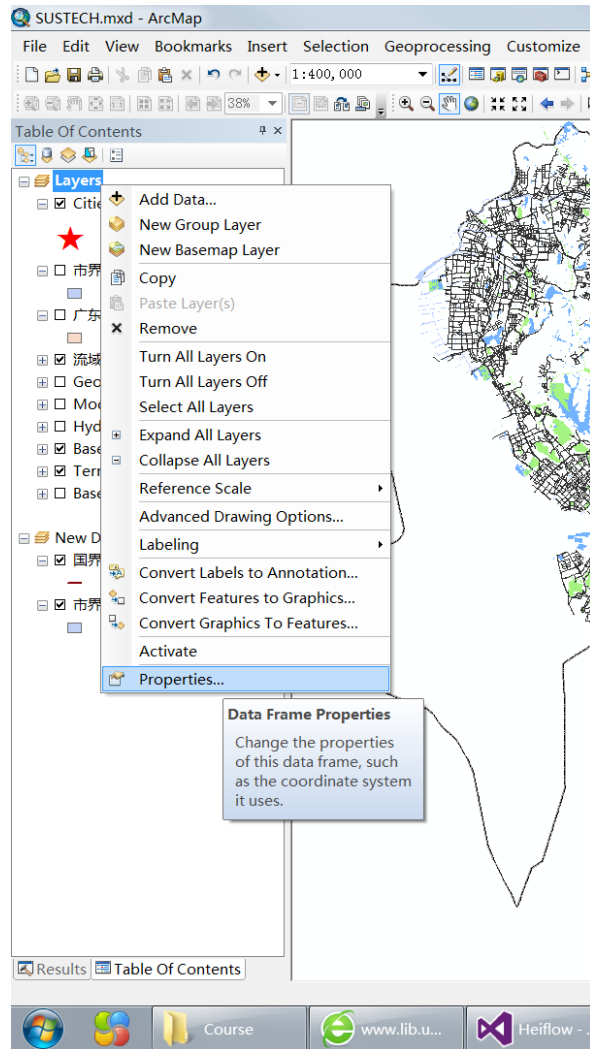 SUSTECH.mxd - ArcMap
File Edit View Bookmarks Insert Selection Geoprocessing Customize
1:400,000
38%
Table Of Contents
Layers
Citie
市界
广东
流域
Geo
Mod
Hyd
Base
Terr
Base
New D
国界
市界
Add Data...
New Group Layer
New Basemap Layer
Copy
Paste Layer(s)
Remove
Turn All Layers On
Turn All Layers Off
Select All Layers
Expand All Layers
Collapse All Layers
Reference Scale
Advanced Drawing Options...
Labeling
Convert Labels to Annotation...
Convert Features to Graphics...
Convert Graphics To Features...
Activate
Properties...
Data Frame Properties
Change the properties
of this data frame, such
as the coordinate system
it uses.
Results Table Of Contents
Course www.lib.u... Heiflow - ..